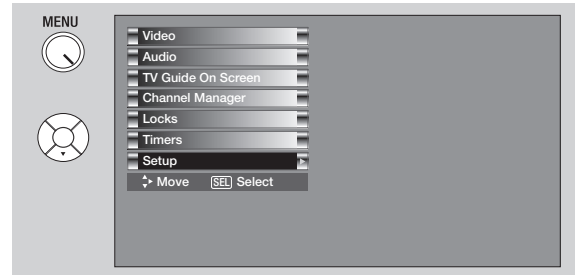 MENU
Video
Audio
TV Guide On Screen
Channel Manager
Locks
Timers
Setup
Move SEL Select